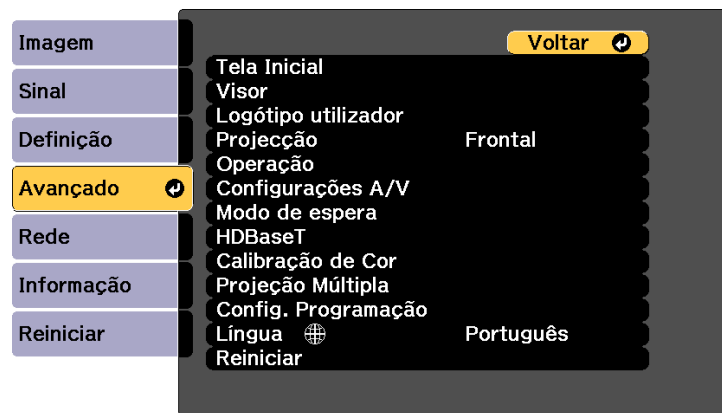 Imagem
Sinal
Definição
Avançado
Rede
Informação
Reiniciar
Voltar
Tela Inicial
Visor
Logótipo utilizador
Projecção Frontal
Operação
Configurações A/V
Modo de espera
HDBaseT
Calibração de Cor
Projeção Múltipla
Config. Programação
Língua Português
Reiniciar